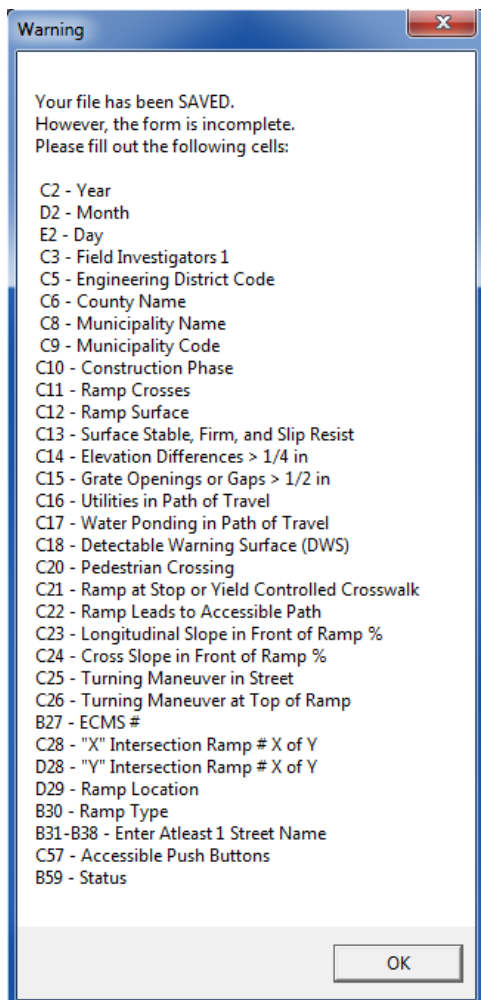 Warning
Your file has been SAVED.
However, the form is incomplete.
Please fill out the following cells:
C2 - Year
D2 - Month
E2 - Day
C3 - Field Investigators 1
C5 - Engineering District Code
C6 - County Name
C8 - Municipality Name
C9 - Municipality Code
C10 - Construction Phase
C11 - Ramp Crosses
C12 - Ramp Surface
C13 - Surface Stable, Firm, and Slip Resist
C14 - Elevation Differences > 1/4 in
C15 - Grate Openings or Gaps > 1/2 in
C16 - Utilities in Path of Travel
C17 - Water Ponding in Path of Travel
C18 - Detectable Warning Surface (DWS)
C20 - Pedestrian Crossing
C21 - Ramp at Stop or Yield Controlled Crosswalk
C22 - Ramp Leads to Accessible Path
C23 - Longitudinal Slope in Front of Ramp %
C24 - Cross Slope in Front of Ramp %
C25 - Turning Maneuver in Street
C26 - Turning Maneuver at Top of Ramp
B27 - ECMS #
C28 - "X" Intersection Ramp # X of Y
D28 - "Y" Intersection Ramp # X of Y
D29 - Ramp Location
B30 - Ramp Type
B31-B38 - Enter Atleast 1 Street Name
C57 - Accessible Push Buttons
B59 - Status
OK